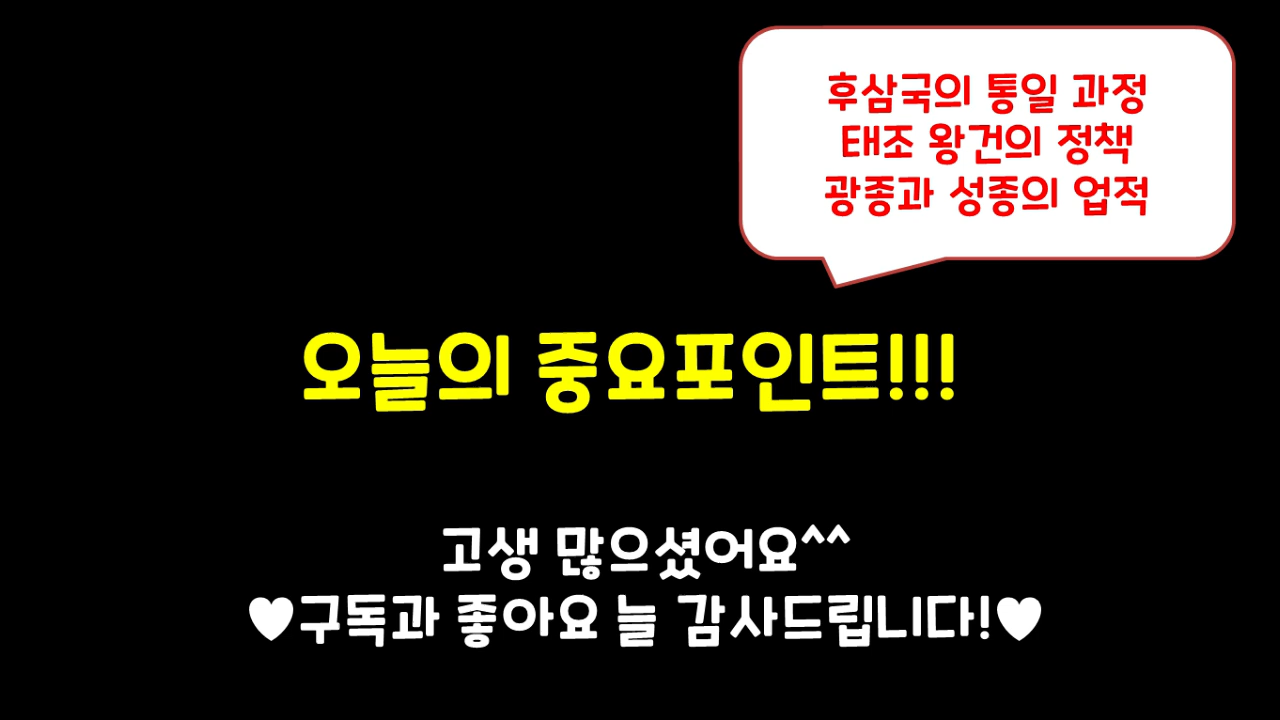 후삼국의 통일 과정
태조 왕건의 정책
광종과 성종의 업적
오늘의 중요포인트!!!
고생 많으셨어요^^
♥구독과 좋아요 늘 감사드립니다!♥